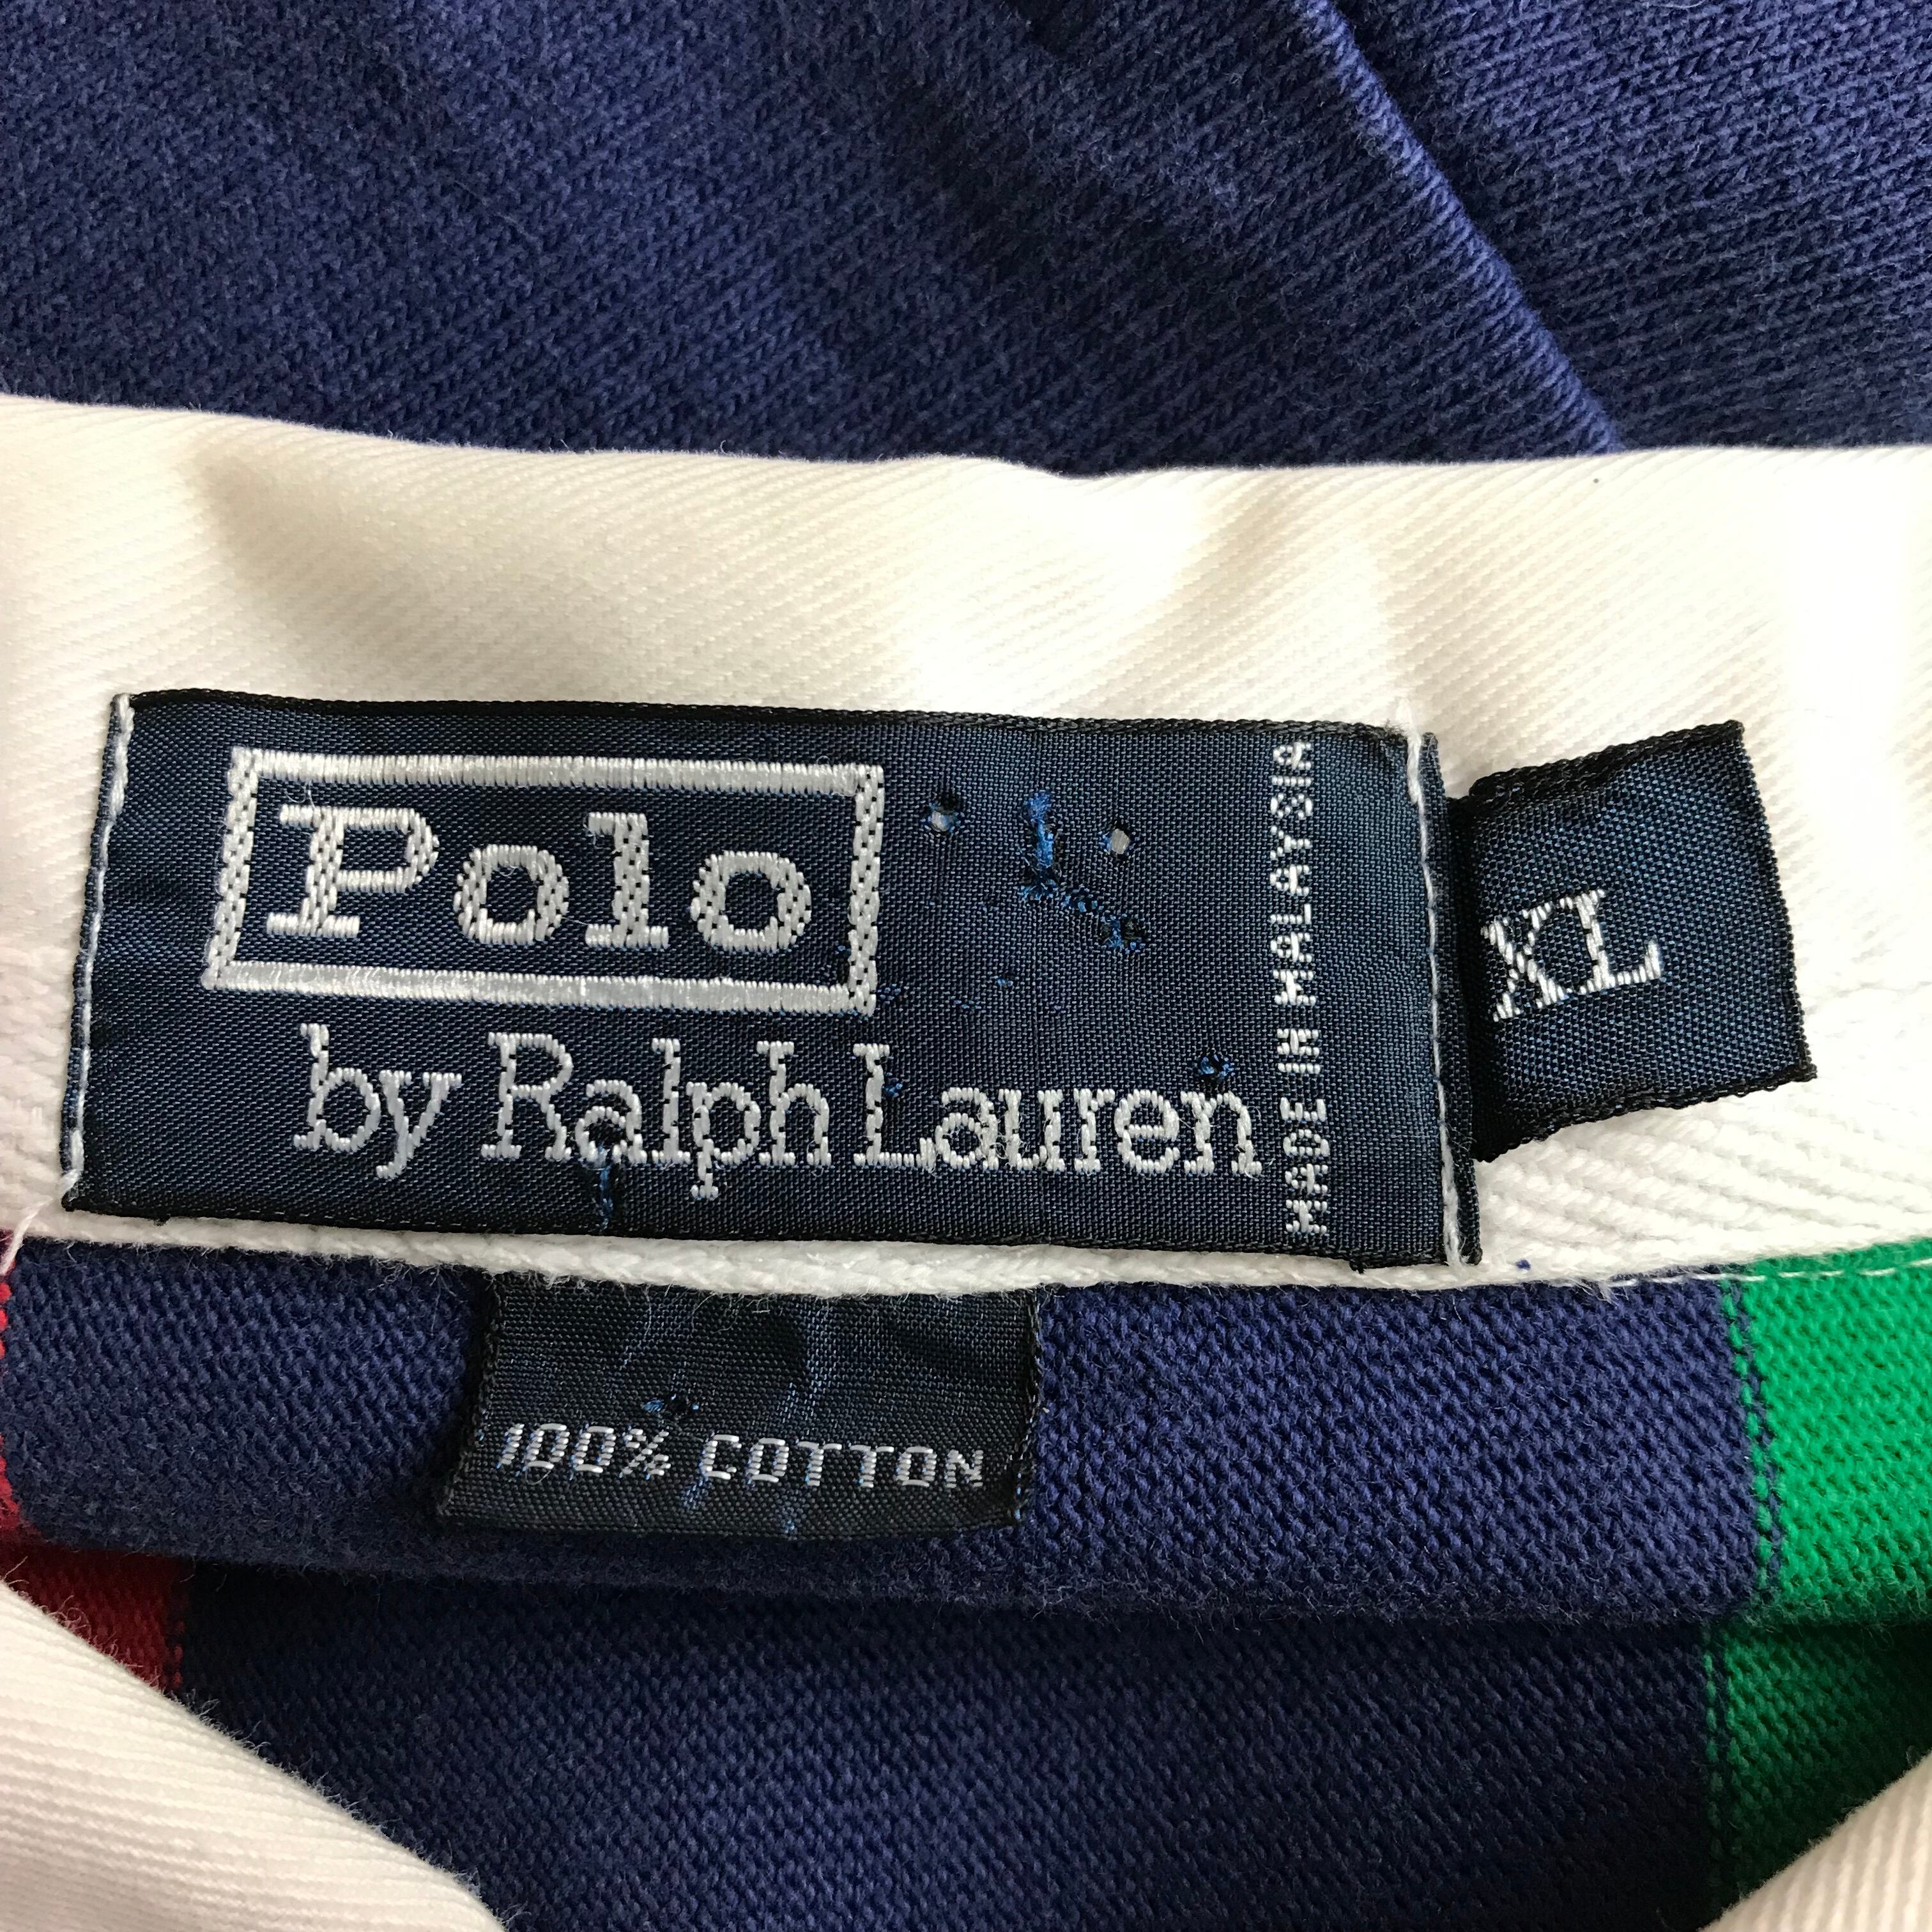 Polo
by Ralph Lauren
MADE IN MALAYSIA
XL
100% COTTON